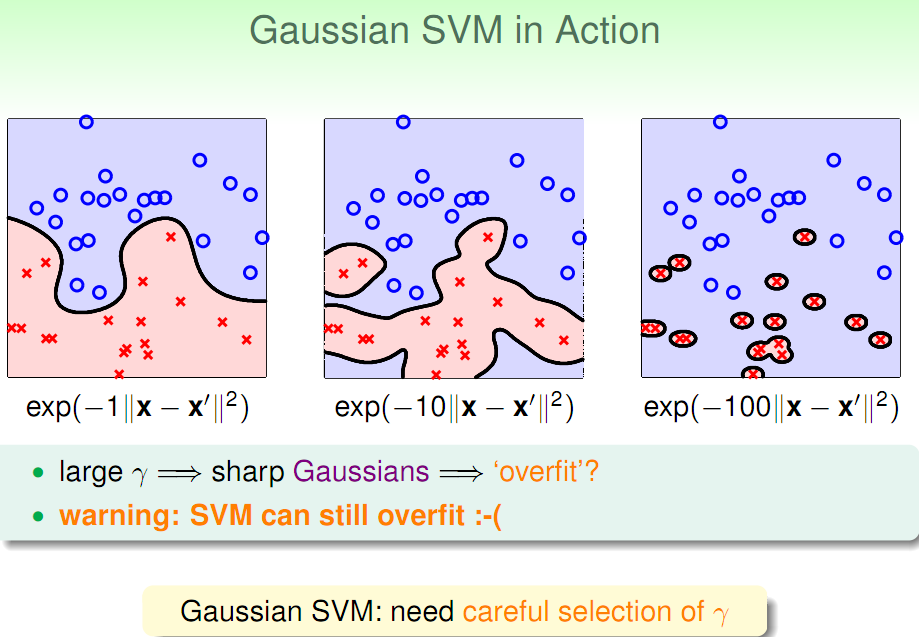 Gaussian SVM in Action
exp(−1‖x − x′‖²)
exp(−10‖x − x′‖²)
exp(−100‖x − x′‖²)
• large γ ⟹ sharp Gaussians ⟹ ‘overfit’?
• warning: SVM can still overfit :-(
Gaussian SVM: need careful selection of γ